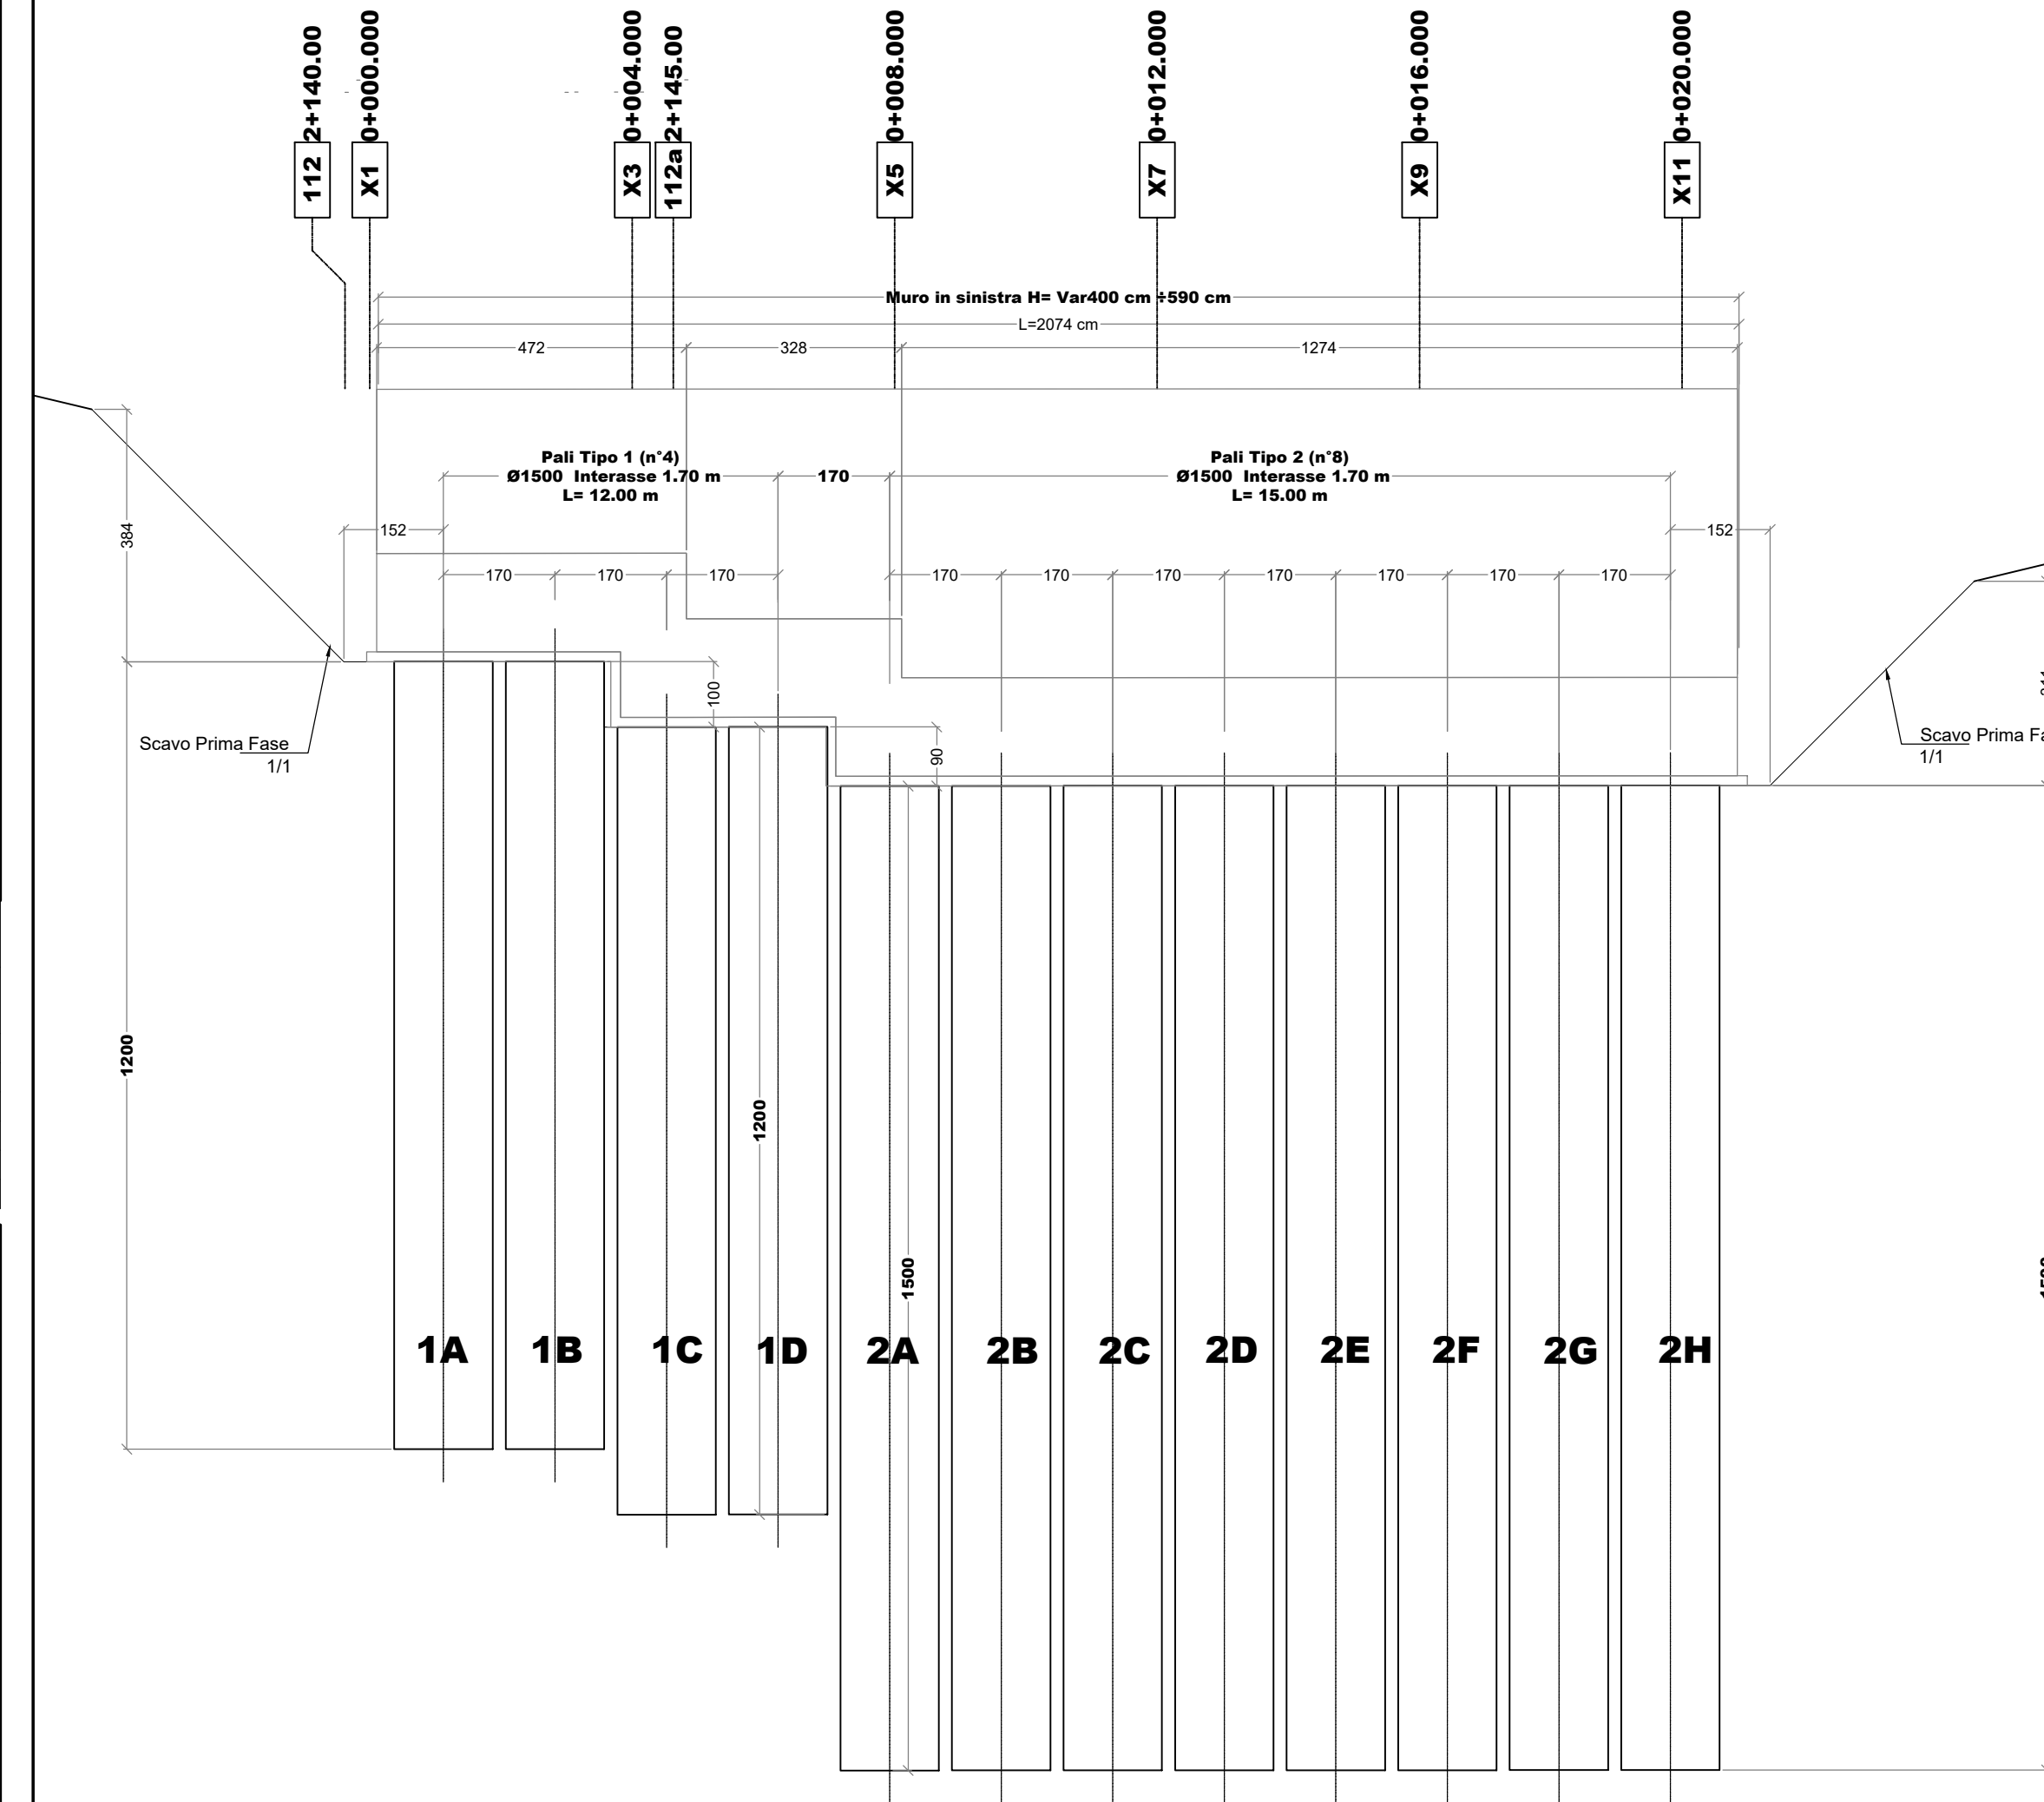 2+140.00
0+000.000
0+004.000
2+145.00
0+008.000
0+012.000
0+016.000
0+020.000
112
X1
X3
112a
X5
X7
X9
X11
Muro in sinistra H= Var400 cm ÷590 cm
L=2074 cm
472
328
1274
Pali Tipo 1 (n°4)
Ø1500 Interasse 1.70 m
L= 12.00 m
170
Pali Tipo 2 (n°8)
Ø1500 Interasse 1.70 m
L= 15.00 m
384
152
152
170
170
170
170
170
170
170
170
170
170
100
90
Scavo Prima Fase
1/1
Scavo Prima Fa
1/1
1200
1200
1500
1A
1B
1C
1D
2A
2B
2C
2D
2E
2F
2G
2H